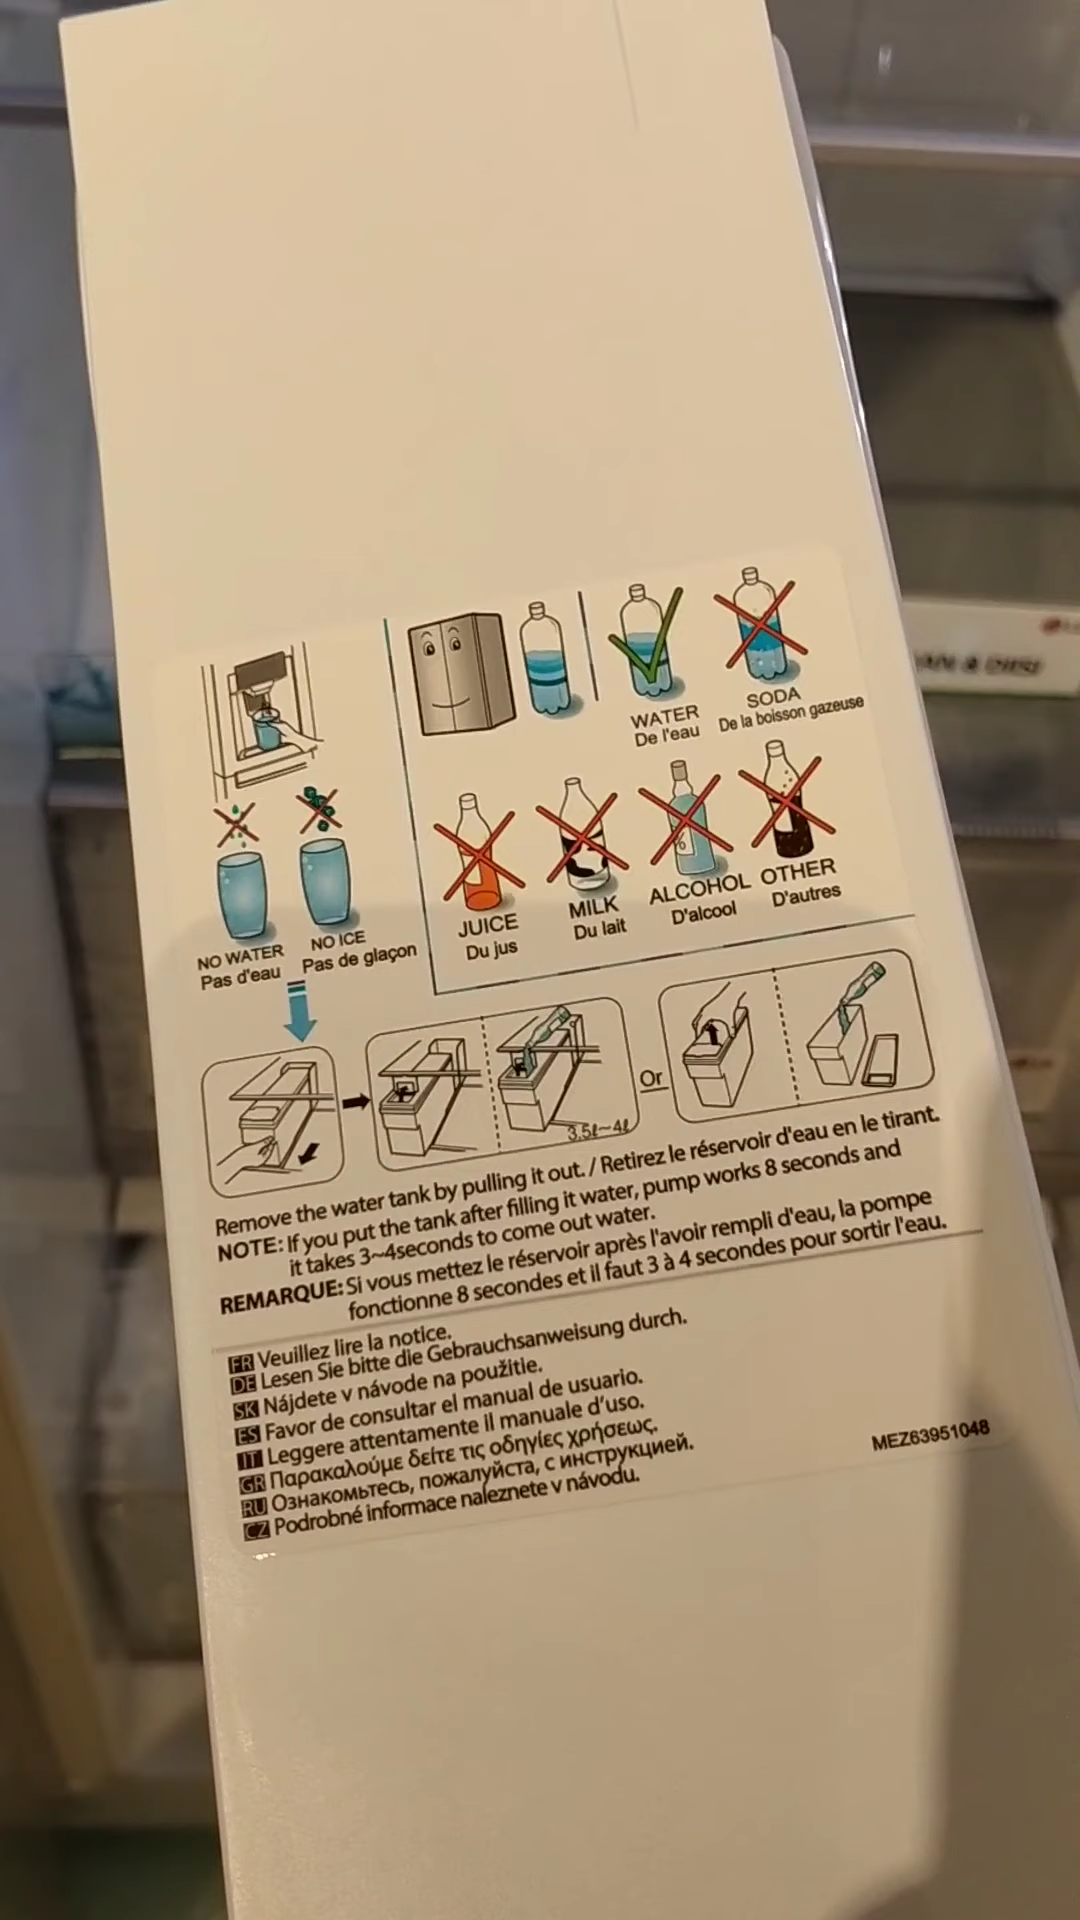 WATER
De l'eau
SODA
De la boisson gazeuse
JUICE
Du jus
MILK
Du lait
ALCOHOL
D'alcool
OTHER
D'autres
NO WATER
Pas d'eau
NO ICE
Pas de glaçon
3.5ℓ~4ℓ
Or
Remove the water tank by pulling it out. / Retirez le réservoir d'eau en le tirant.
NOTE: If you put the tank after filling it water, pump works 8 seconds and
it takes 3~4seconds to come out water.
REMARQUE: Si vous mettez le réservoir après l'avoir rempli d'eau, la pompe
fonctionne 8 secondes et il faut 3 à 4 secondes pour sortir l'eau.
FR Veuillez lire la notice.
DE Lesen Sie bitte die Gebrauchsanweisung durch.
SK Nájdete v návode na použitie.
ES Favor de consultar el manual de usuario.
IT Leggere attentamente il manuale d'uso.
GR Παρακαλούμε δείτε τις οδηγίες χρήσεως.
RU Ознакомьтесь, пожалуйста, с инструкцией.
CZ Podrobné informace naleznete v návodu.
MEZ63951048